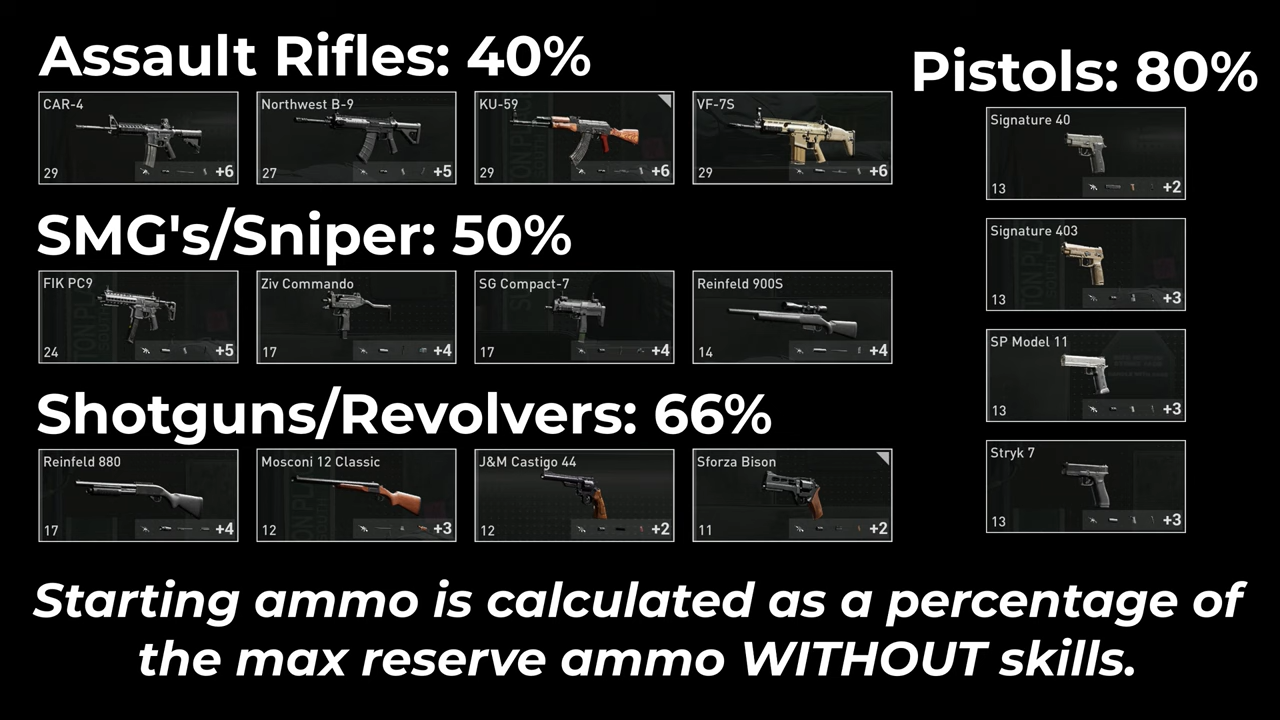 Assault Rifles: 40%
CAR-4
29
+6
Northwest B-9
27
+5
KU-59
29
+6
VF-7S
29
+6
SMG's/Sniper: 50%
FIK PC9
24
+5
Ziv Commando
17
+4
SG Compact-7
17
+4
Reinfeld 900S
14
+4
Shotguns/Revolvers: 66%
Reinfeld 880
17
+4
Mosconi 12 Classic
12
+3
J&M Castigo 44
12
+2
Sforza Bison
11
+2
Pistols: 80%
Signature 40
13
+2
Signature 403
13
+3
SP Model 11
13
+3
Stryk 7
13
+3
Starting ammo is calculated as a percentage of
the max reserve ammo WITHOUT skills.